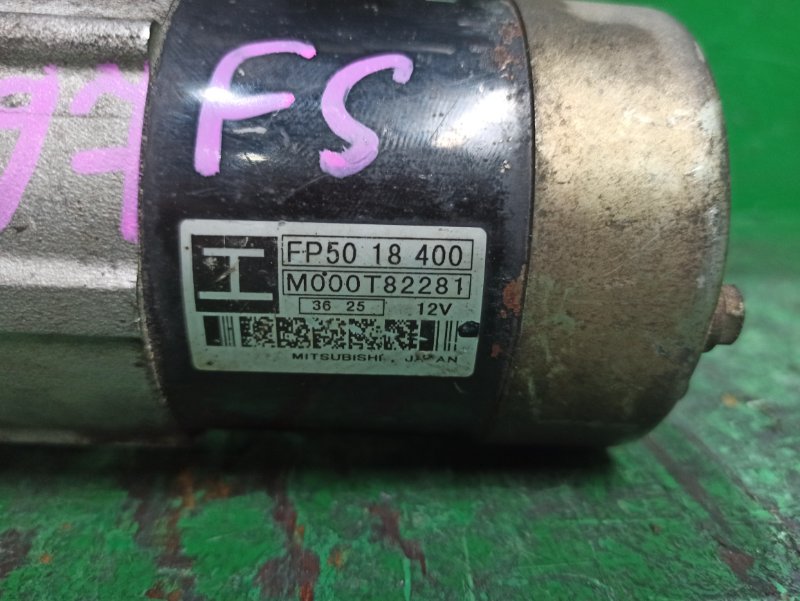 FS
FP50 18 400
M000T82281
36 25 12V
MITSUBISHI, JAPAN